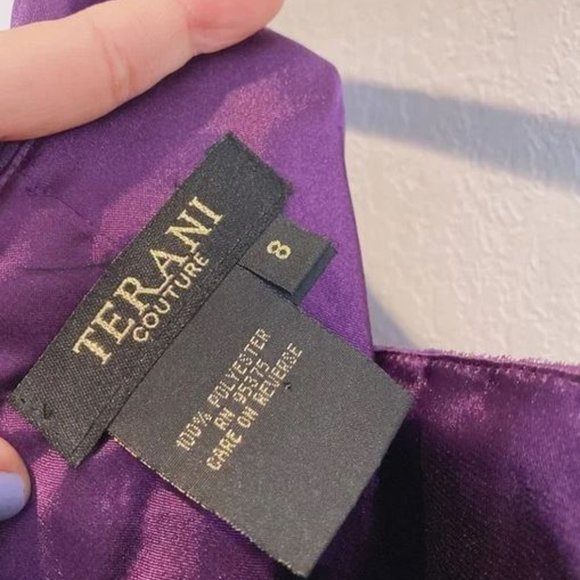 TERANI
COUTURE
8
100% POLYESTER
RN 95375
CARE ON REVERSE